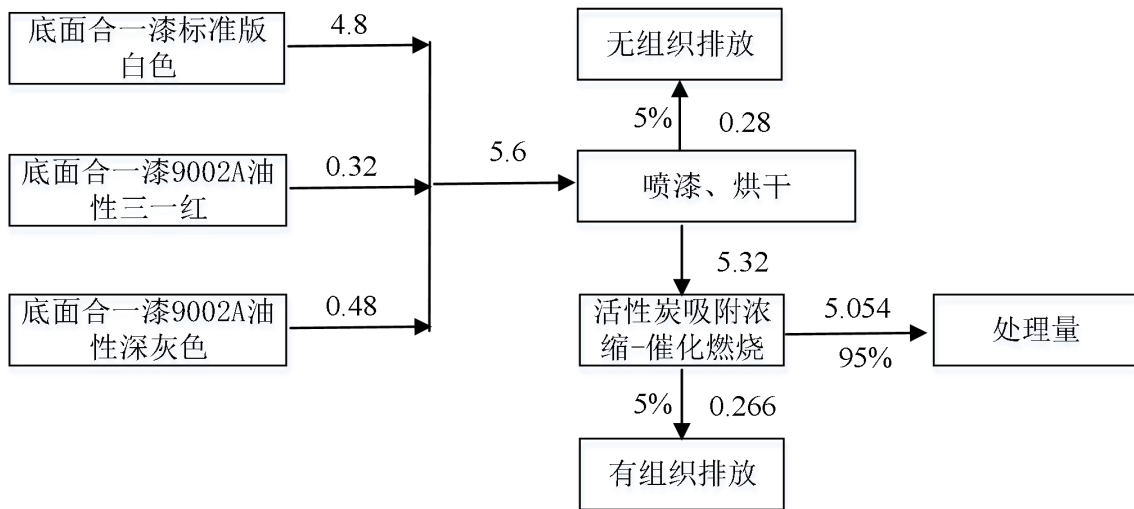 底面合一漆标准版
白色
4.8
底面合一漆9002A油
性三一红
0.32
底面合一漆9002A油
性深灰色
0.48
5.6
无组织排放
5%
0.28
喷漆、烘干
5.32
活性炭吸附浓
缩-催化燃烧
5.054
95%
处理量
5%
0.266
有组织排放